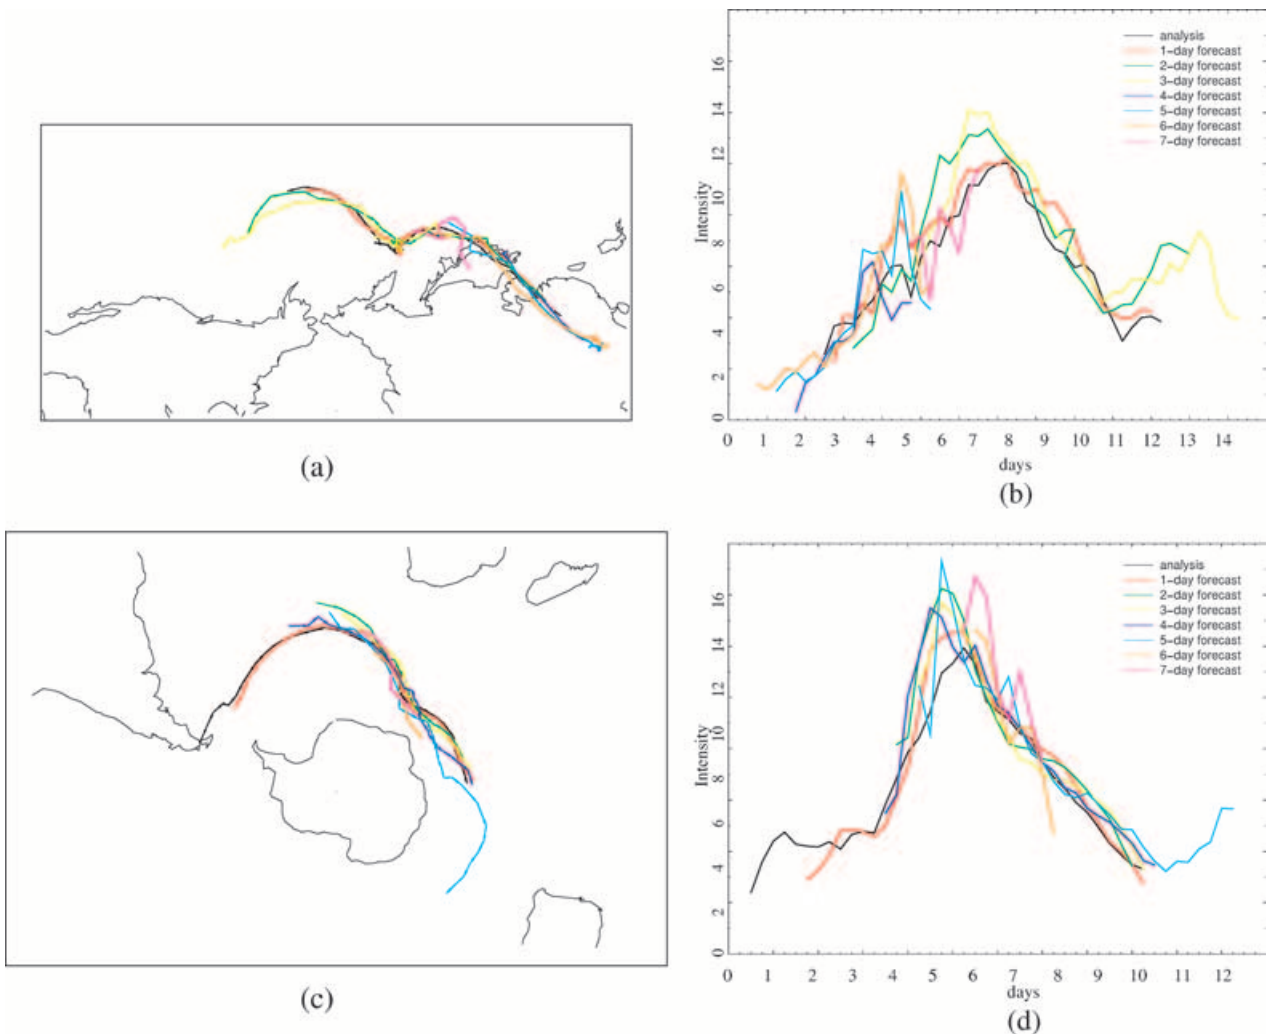 analysis
1-day forecast
2-day forecast
3-day forecast
4-day forecast
5-day forecast
6-day forecast
7-day forecast
Intensity
16
14
12
10
8
6
4
2
0
0 1 2 3 4 5 6 7 8 9 10 12 13 14
days
(a)
(b)
analysis
1-day forecast
2-day forecast
3-day forecast
4-day forecast
5-day forecast
6-day forecast
7-day forecast
Intensity
16
14
12
10
8
6
4
2
0
0 1 2 3 5 6 7 8 9 10 12
days
(c)
(d)